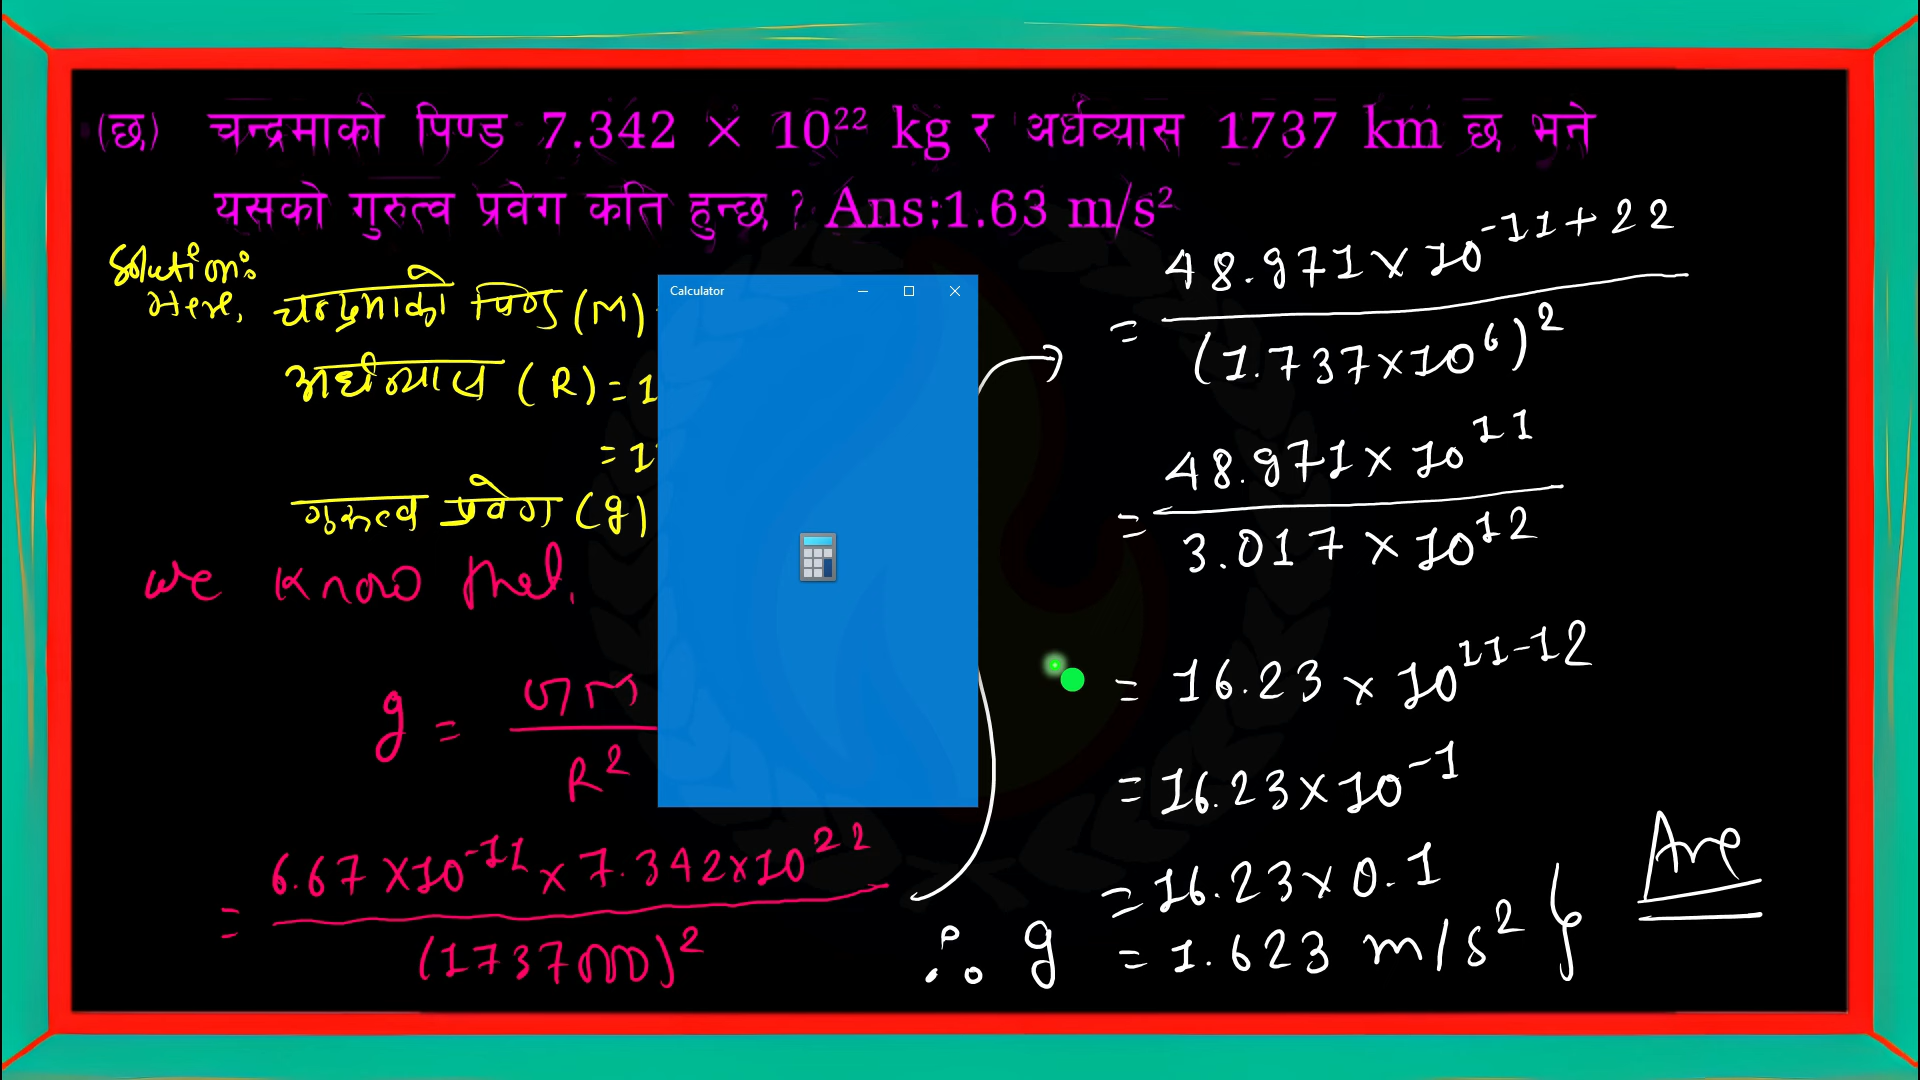 (छ) चन्द्रमाको पिण्ड 7.342 × 10²² kg र अर्धव्यास 1737 km छ भने
यसको गुरुत्व प्रवेग कति हुन्छ ? Ans:1.63 m/s²
Solution:
Here, चन्द्रमाको पिण्ड (M)
अर्धव्यास (R) = 1
= 1
गुरुत्व प्रवेग (g)
we know that,
g = GM
R²
= 6.67 × 10⁻¹¹ × 7.342 × 10²²
(1737000)²
Calculator
= 48.971 × 10⁻¹¹⁺²²
(1.737 × 10⁶)²
= 48.971 × 10¹¹
3.017 × 10¹²
= 16.23 × 10¹¹⁻¹²
= 16.23 × 10⁻¹
= 16.23 × 0.1
∴ g = 1.623 m/s²